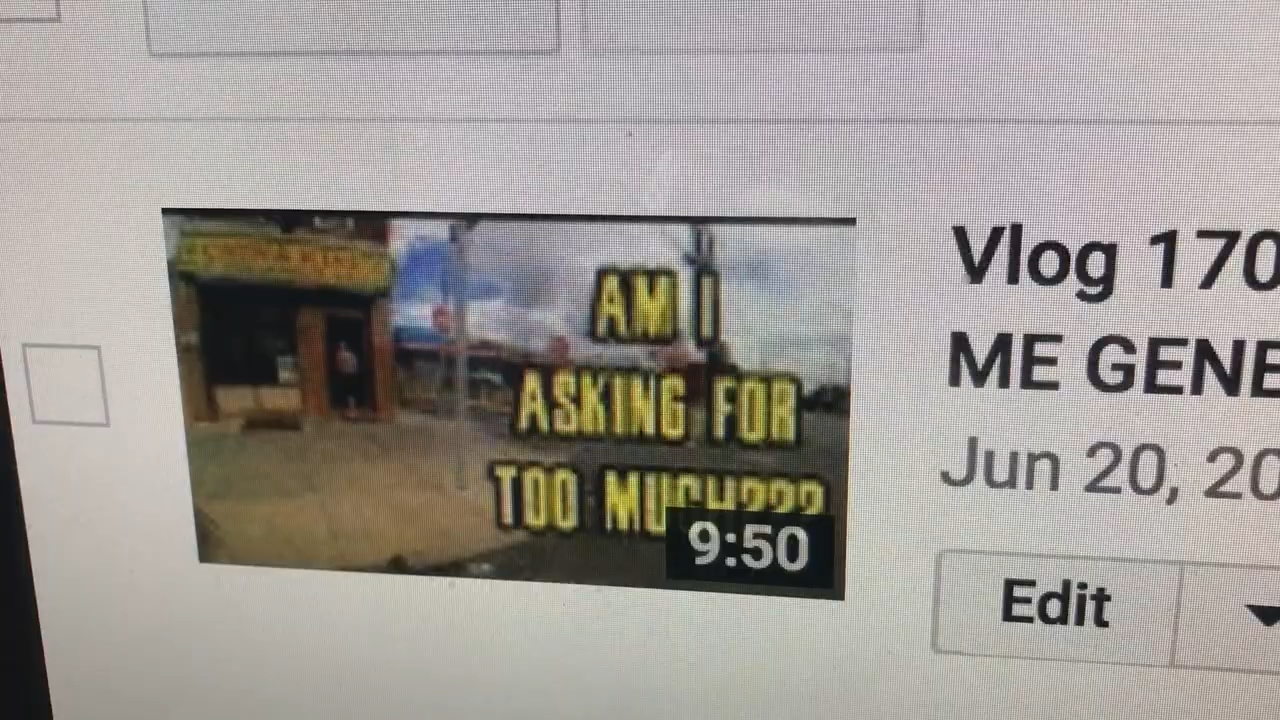 AM I
ASKING FOR
TOO MUCH???
9:50
Vlog 170
ME GENE
Jun 20, 20
Edit